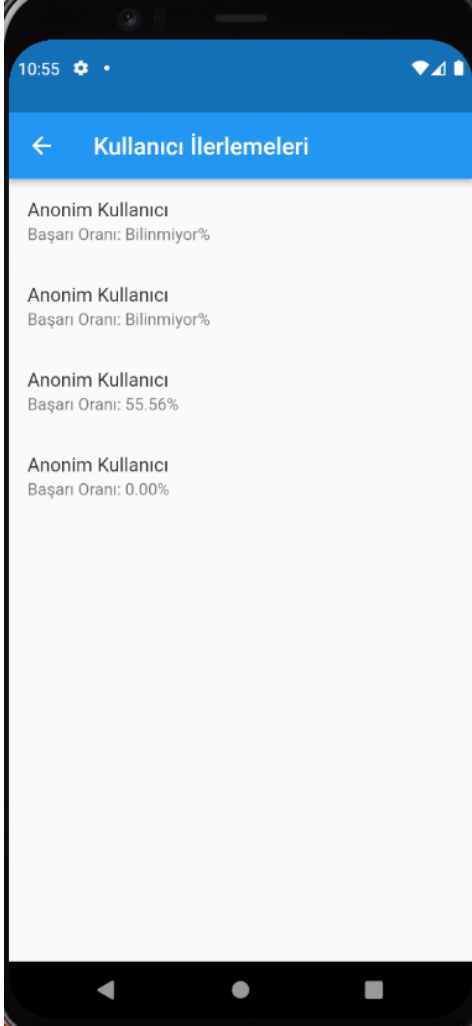 10:55
Kullanıcı İlerlemeleri
Anonim Kullanıcı
Başarı Oranı: Bilinmiyor%
Anonim Kullanıcı
Başarı Oranı: Bilinmiyor%
Anonim Kullanıcı
Başarı Oranı: 55.56%
Anonim Kullanıcı
Başarı Oranı: 0.00%